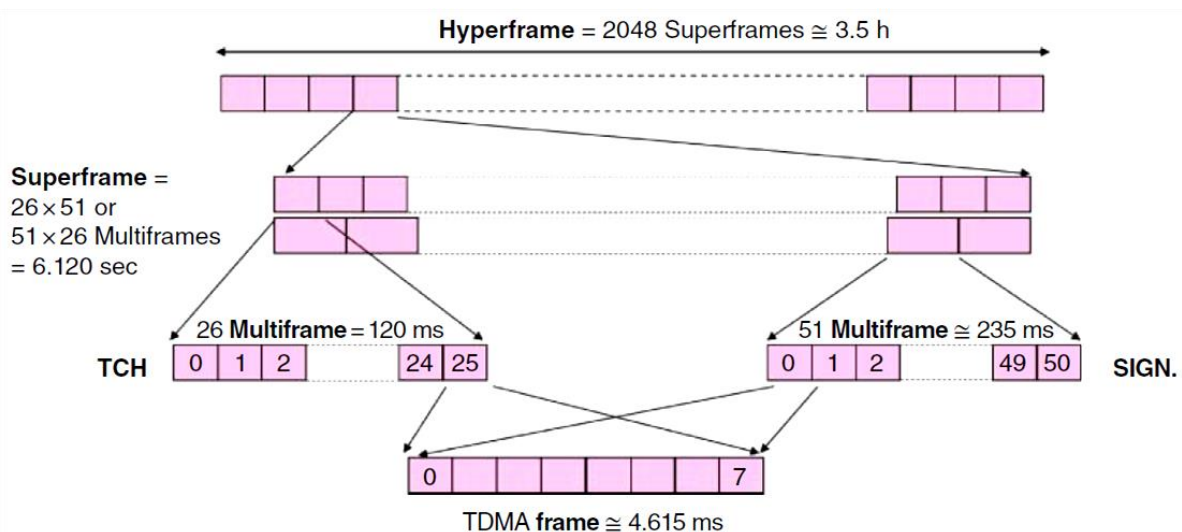 Hyperframe = 2048 Superframes ≅ 3.5 h
Superframe =
26×51 or
51×26 Multiframes
= 6.120 sec
26 Multiframe = 120 ms
51 Multiframe ≅ 235 ms
TCH 0 1 2 24 25
0 1 2 49 50 SIGN.
0 7
TDMA frame ≅ 4.615 ms